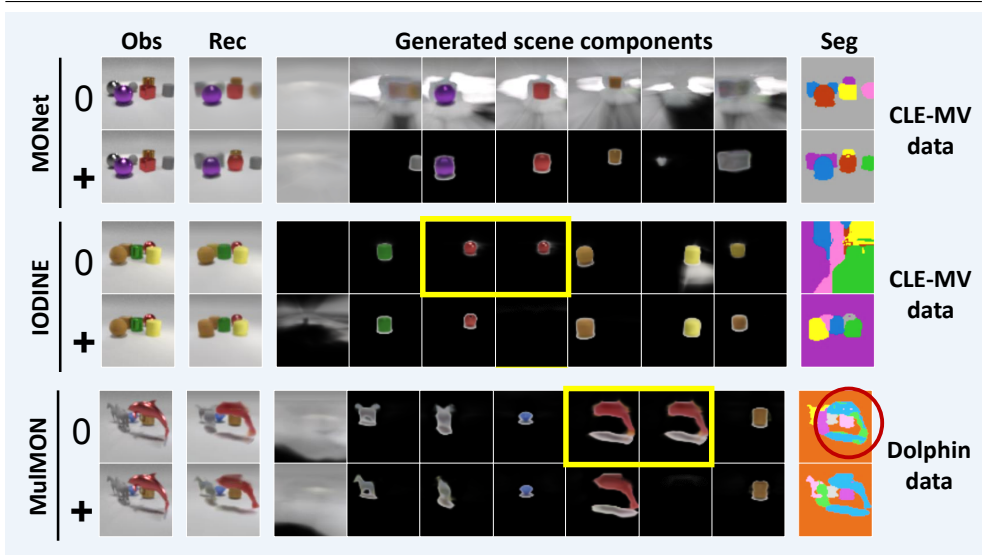 Obs Rec Generated scene components Seg
MONet
0
+
CLE-MV
data
IODINE
0
+
CLE-MV
data
MulMON
0
+
Dolphin
data